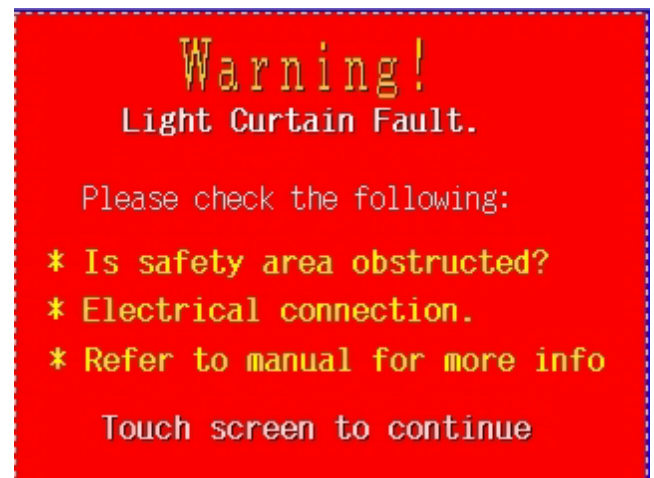 Warning!
Light Curtain Fault.
Please check the following:
* Is safety area obstructed?
* Electrical connection.
* Refer to manual for more info
Touch screen to continue